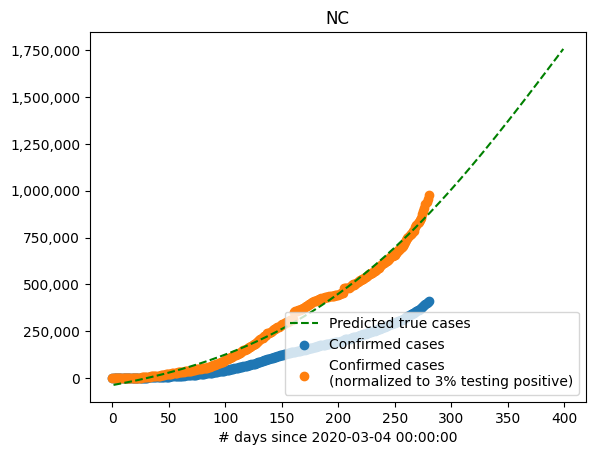 NC
1,750,000
1,500,000
1,250,000
1,000,000
750,000
500,000
250,000
0
Predicted true cases
Confirmed cases
Confirmed cases
(normalized to 3% testing positive)
0 50 100 150 200 250 300 350 400
# days since 2020-03-04 00:00:00